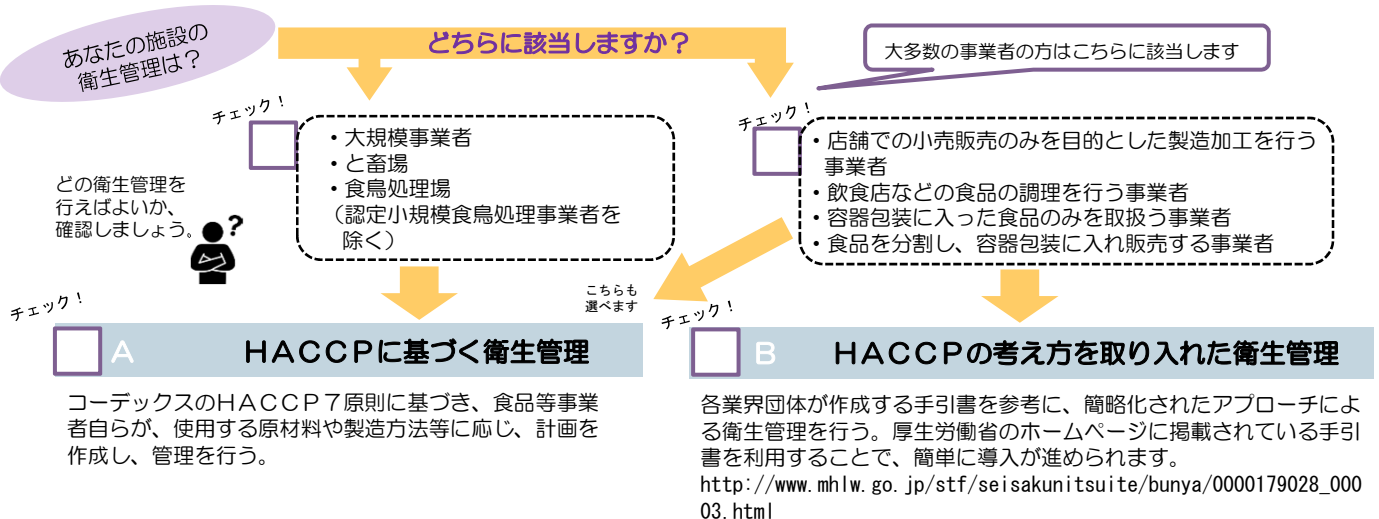 あなたの施設の
衛生管理は？
どちらに該当しますか？
大多数の事業者の方はこちらに該当します
チェック！
・大規模事業者
・と畜場
・食鳥処理場
（認定小規模食鳥処理事業者を
除く）
チェック！
・店舗での小売販売のみを目的とした製造加工を行う
事業者
・飲食店などの食品の調理を行う事業者
・容器包装に入った食品のみを取扱う事業者
・食品を分割し、容器包装に入れ販売する事業者
どの衛生管理を
行えばよいか、
確認しましょう。
?
こちらも
選べます
チェック！
A HACCPに基づく衛生管理
コーデックスのHACCP7原則に基づき、食品等事業
者自らが、使用する原材料や製造方法等に応じ、計画を
作成し、管理を行う。
チェック！
B HACCPの考え方を取り入れた衛生管理
各業界団体が作成する手引書を参考に、簡略化されたアプローチによ
る衛生管理を行う。厚生労働省のホームページに掲載されている手引
書を利用することで、簡単に導入が進められます。
http://www.mhlw.go.jp/stf/seisakunitsuite/bunya/0000179028_000
03.html